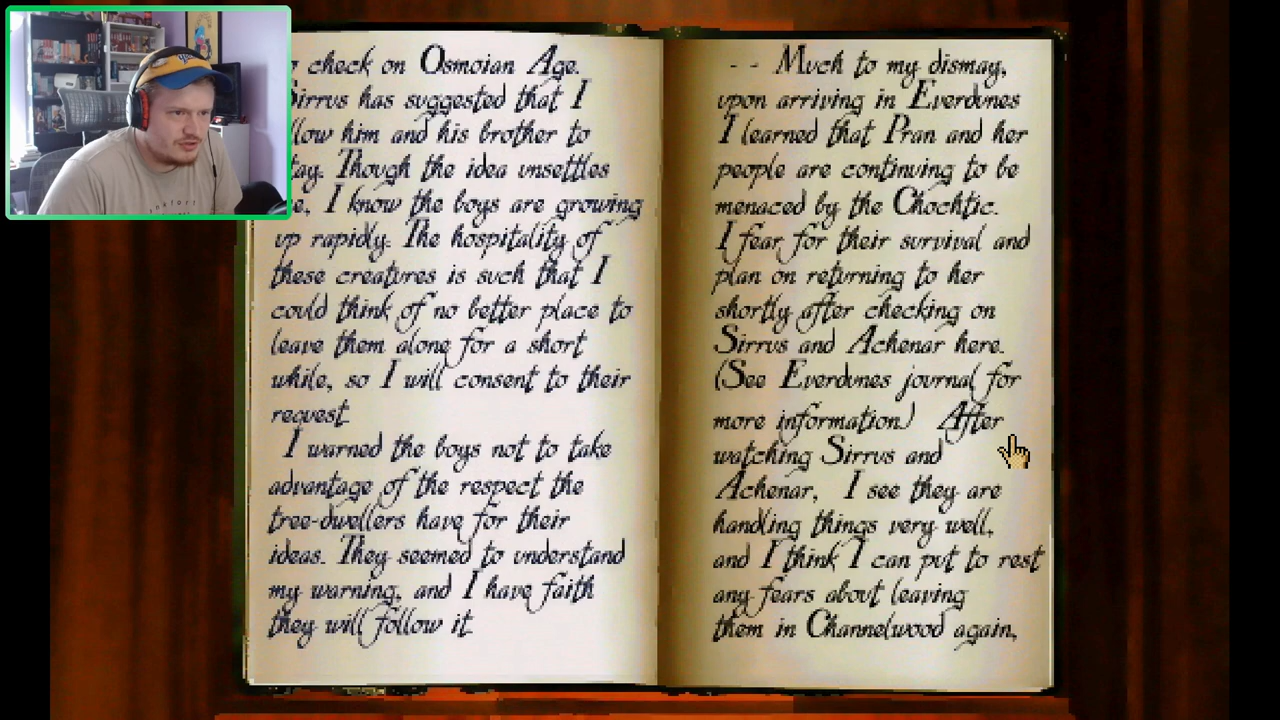 check on Osmoian Age.
Sirrus has suggested that I
him and his brother to
Though the idea unsettles
I know the boys are growing
up rapidly. The hospitality of
these creatures is such that I
could think of no better place to
leave them alone for a short
while, so I will consent to their
request.
I warned the boys not to take
advantage of the respect the
tree-dwellers have for their
ideas. They seemed to understand
my warning, and I have faith
they will follow it.
-- Much to my dismay,
upon arriving in Everdunes
I learned that Pran and her
people are continuing to be
menaced by the Chochtic.
I fear for their survival and
plan on returning to her
shortly after checking on
Sirrus and Achenar here.
(See Everdunes journal for
more information) After
watching Sirrus and
Achenar, I see they are
handling things very well,
and I think I can put to rest
any fears about leaving
them in Channelwood again,